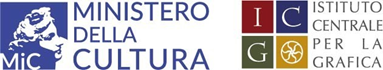 MiC
MINISTERO
DELLA
CULTURA
I C
G
ISTITUTO
CENTRALE
PER LA
GRAFICA